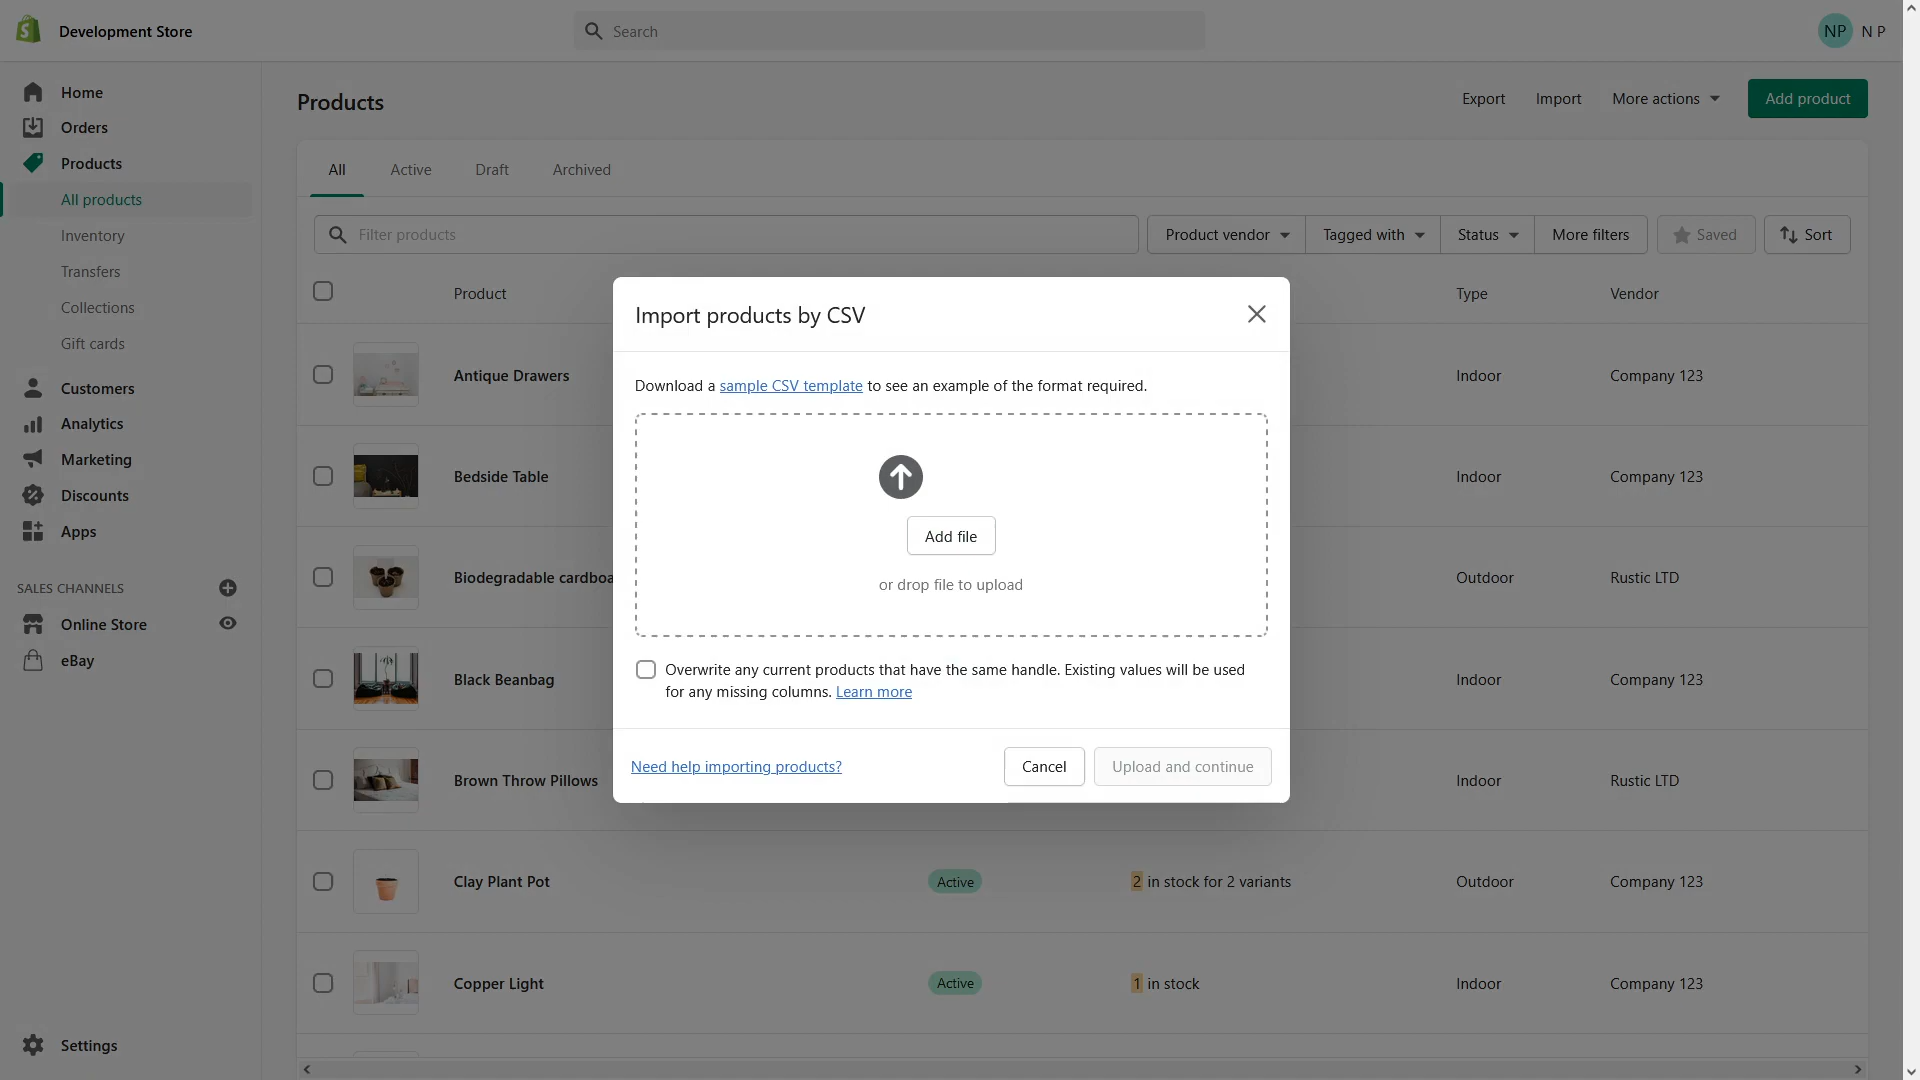 Development Store
Search
NP
N P
Home
Orders
Products
All products
Inventory
Transfers
Collections
Gift cards
Customers
Analytics
Marketing
Discounts
Apps
SALES CHANNELS
Online Store
eBay
Settings
Products
Export
Import
More actions
Add product
All
Active
Draft
Archived
Filter products
Product vendor
Tagged with
Status
More filters
Saved
Sort
Product
Type
Vendor
Antique Drawers
Indoor
Company 123
Bedside Table
Indoor
Company 123
Biodegradable cardboa
Outdoor
Rustic LTD
Black Beanbag
Indoor
Company 123
Brown Throw Pillows
Indoor
Rustic LTD
Clay Plant Pot
Active
2 in stock for 2 variants
Outdoor
Company 123
Copper Light
Active
1 in stock
Indoor
Company 123
Import products by CSV
Download a sample CSV template to see an example of the format required.
Add file
or drop file to upload
Overwrite any current products that have the same handle. Existing values will be used
for any missing columns. Learn more
Need help importing products?
Cancel
Upload and continue